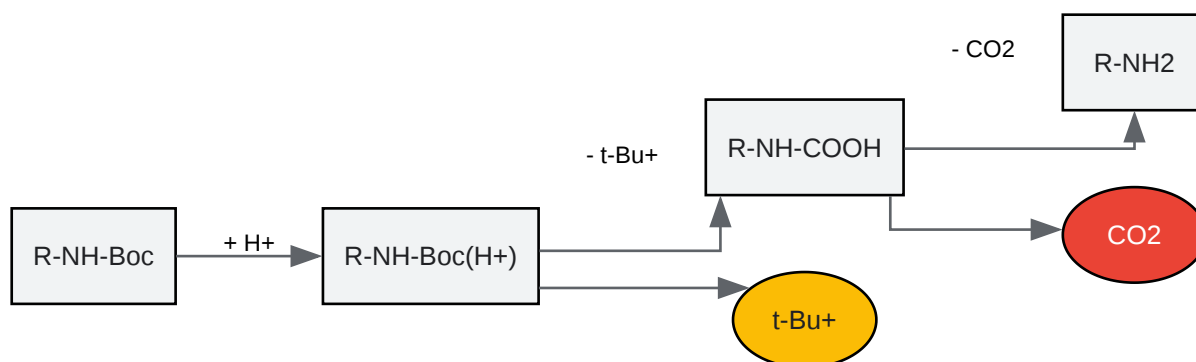 - CO2
R-NH2
- t-Bu+
R-NH-COOH
R-NH-Boc
+ H+
R-NH-Boc(H+)
CO2
t-Bu+